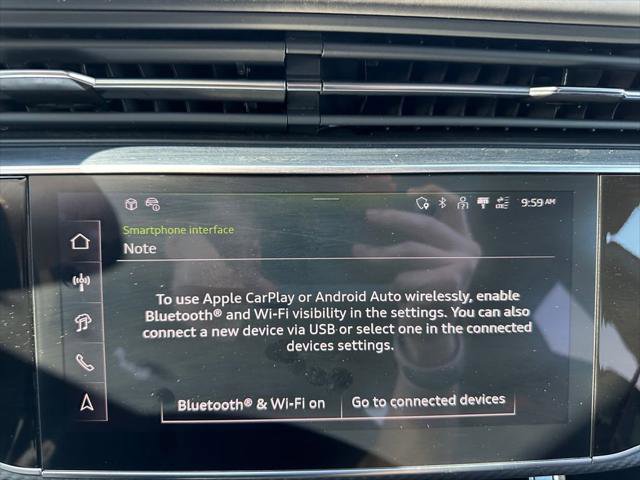 9:59 AM
Smartphone interface
Note
To use Apple CarPlay or Android Auto wirelessly, enable
Bluetooth® and Wi-Fi visibility in the settings. You can also
connect a new device via USB or select one in the connected
devices settings.
Bluetooth® & Wi-Fi on
Go to connected devices